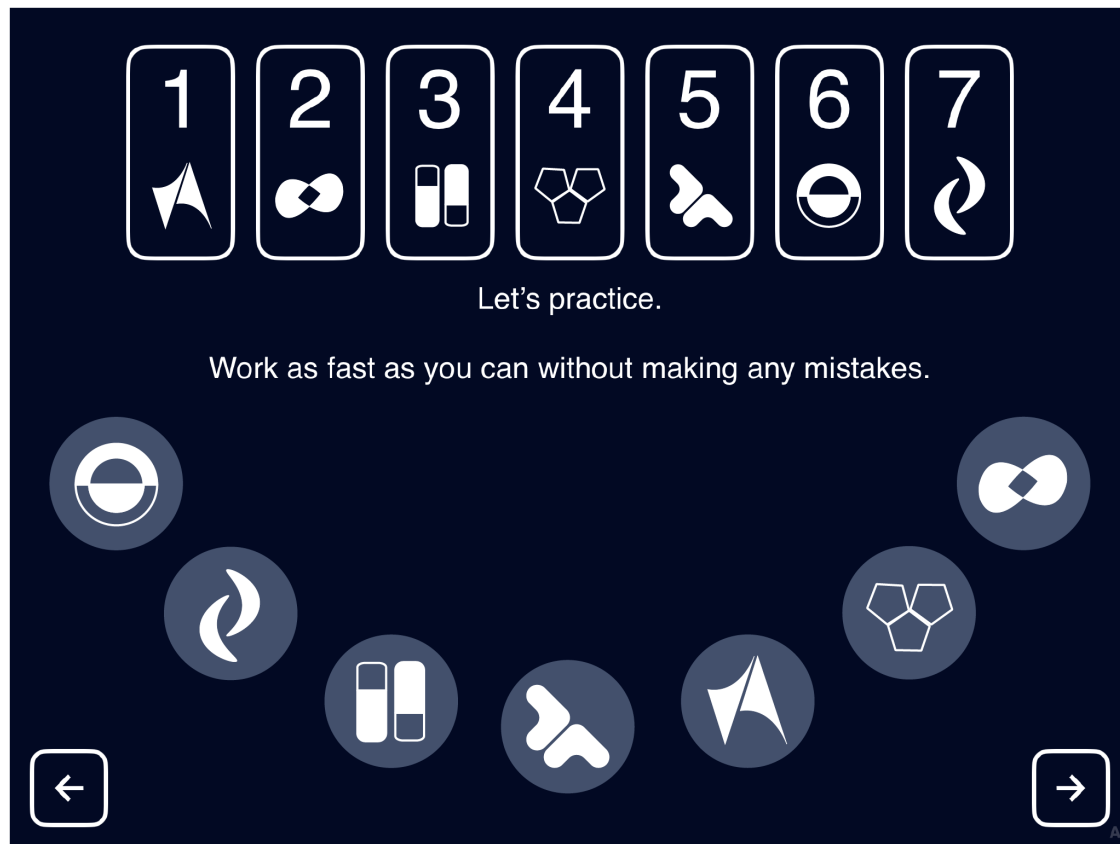 1 2 3 4 5 6 7
Let’s practice.
Work as fast as you can without making any mistakes.